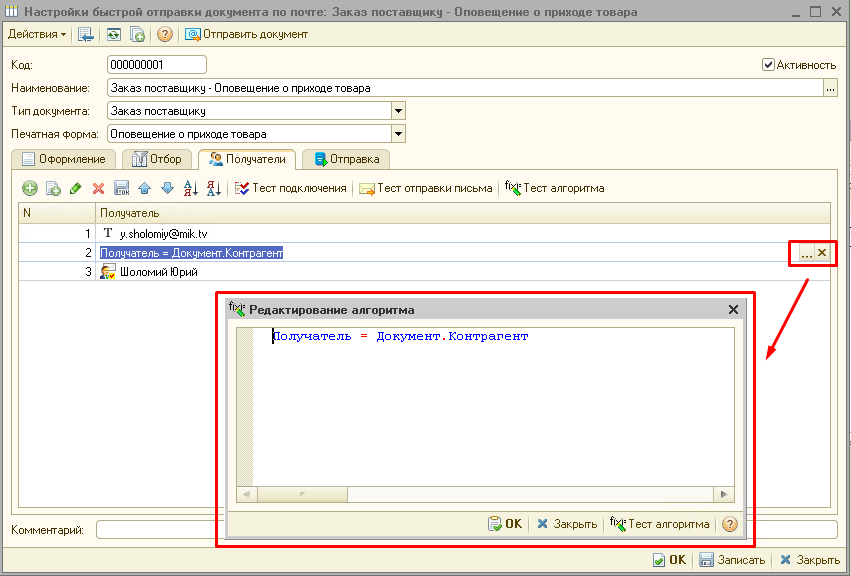 Настройки быстрой отправки документа по почте: Заказ поставщику - Оповещение о приходе товара
Действия Отправить документ
Код: 000000001 Активность
Наименование: Заказ поставщику - Оповещение о приходе товара ...
Тип документа: Заказ поставщику
Печатная форма: Оповещение о приходе товара
Оформление Отбор Получатели Отправка
Тест подключения Тест отправки письма Тест алгоритма
N Получатель
1 T y.sholomiy@mik.tv
2 Получатель = Документ.Контрагент ...
3 Шоломий Юрий
Редактирование алгоритма
Получатель = Документ.Контрагент
OK Закрыть Тест алгоритма
Комментарий:
OK Записать Закрыть